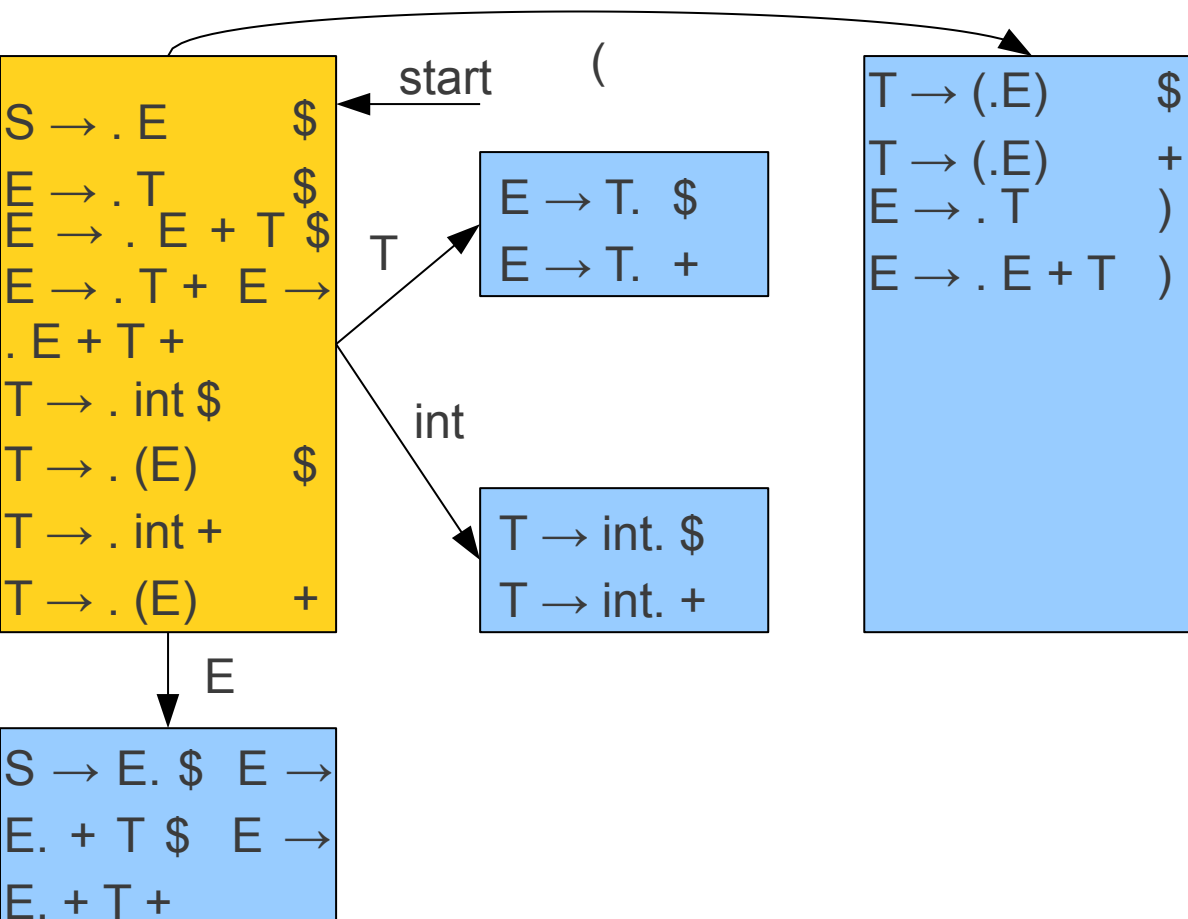 (
start
S → . E $
E → . T $
E → . E + T $
E → . T + E →
. E + T +
T → . int $
T → . (E) $
T → . int +
T → . (E) +
T
E → T. $
E → T. +
int
T → int. $
T → int. +
T → (.E) $
T → (.E) +
E → . T )
E → . E + T )
E
S → E. $ E →
E. + T $ E →
E. + T +